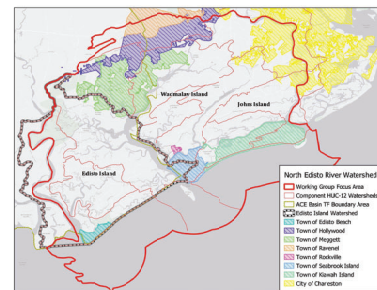 Wadmalay Island
John Island
Edisto Island
North Edisto River Watershed
Working Group Focus Area
Component HUC-12 Watersheds
ACE Basin TF Boundary Area
Edisto Island Watershed
Town of Edisto Beach
Town of Hollywood
Town of Meggett
Town of Ravenel
Town of Rockville
Town of Seabrook Island
Town of Kiawah Island
City of Chareston